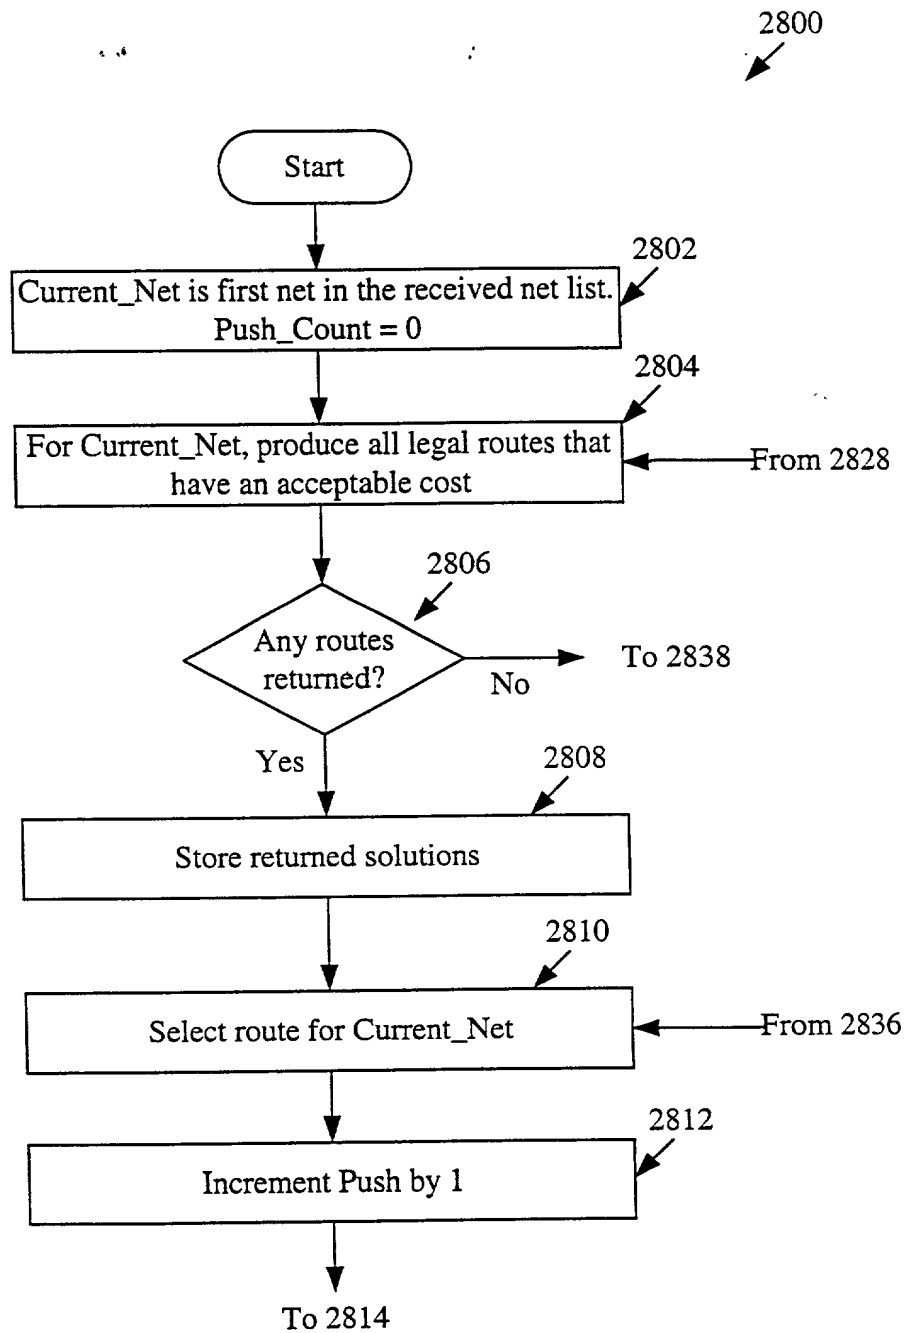 2800
Start
2802
Current_Net is first net in the received net list.
Push_Count = 0
2804
For Current_Net, produce all legal routes that
have an acceptable cost
From 2828
2806
Any routes
returned?
No
To 2838
Yes
2808
Store returned solutions
2810
Select route for Current_Net
From 2836
2812
Increment Push by 1
To 2814